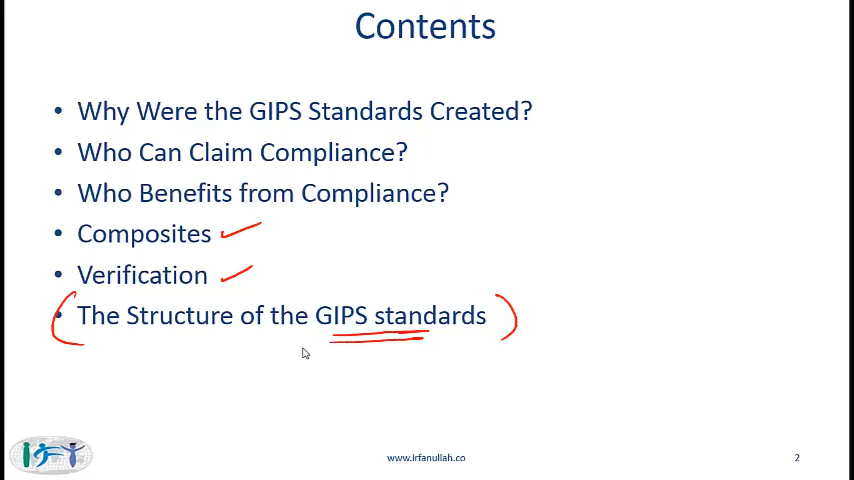 Contents
• Why Were the GIPS Standards Created?
• Who Can Claim Compliance?
• Who Benefits from Compliance?
• Composites
• Verification
• The Structure of the GIPS standards
IFT
www.irfanullah.co
2